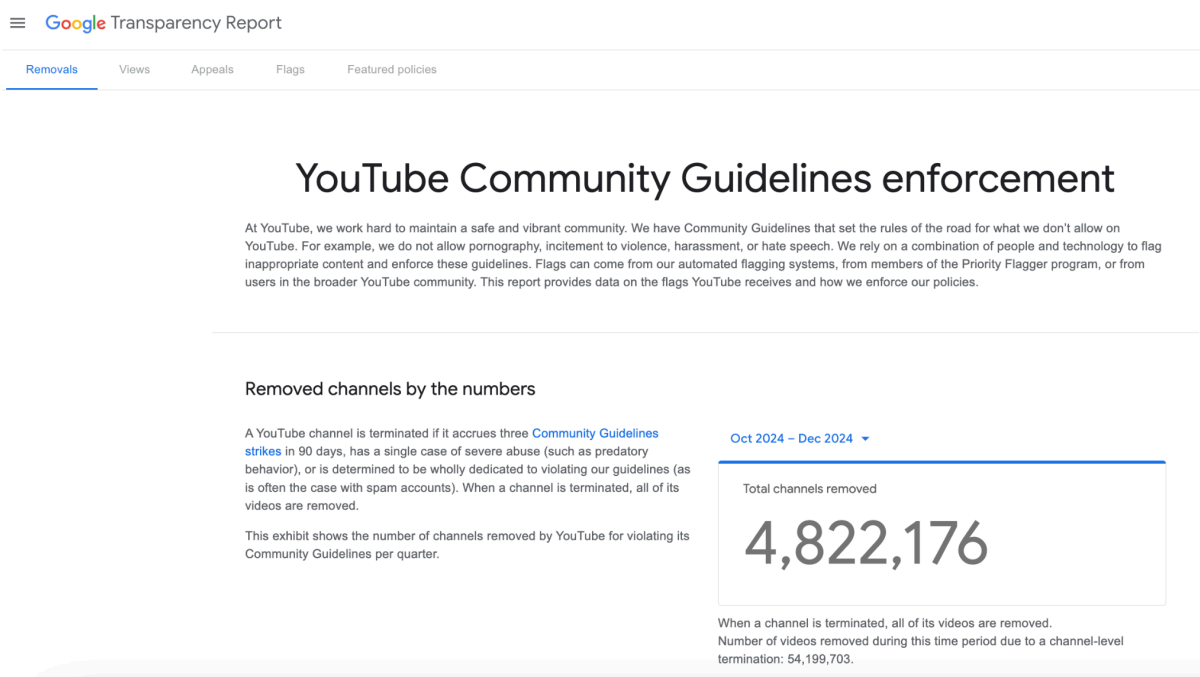 Google Transparency Report
Removals Views Appeals Flags Featured policies
YouTube Community Guidelines enforcement
At YouTube, we work hard to maintain a safe and vibrant community. We have Community Guidelines that set the rules of the road for what we don't allow on
YouTube. For example, we do not allow pornography, incitement to violence, harassment, or hate speech. We rely on a combination of people and technology to flag
inappropriate content and enforce these guidelines. Flags can come from our automated flagging systems, from members of the Priority Flagger program, or from
users in the broader YouTube community. This report provides data on the flags YouTube receives and how we enforce our policies.
Removed channels by the numbers
A YouTube channel is terminated if it accrues three Community Guidelines
strikes in 90 days, has a single case of severe abuse (such as predatory
behavior), or is determined to be wholly dedicated to violating our guidelines (as
is often the case with spam accounts). When a channel is terminated, all of its
videos are removed.
This exhibit shows the number of channels removed by YouTube for violating its
Community Guidelines per quarter.
Oct 2024 – Dec 2024
Total channels removed
4,822,176
When a channel is terminated, all of its videos are removed.
Number of videos removed during this time period due to a channel-level
termination: 54,199,703.